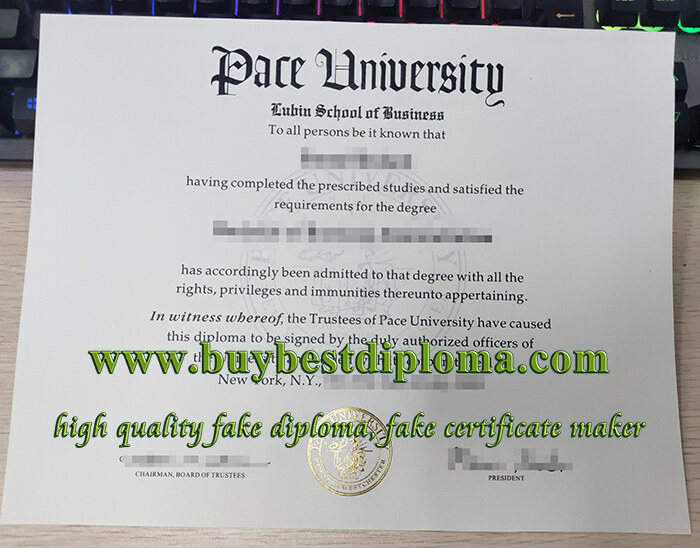 Pace University
Lubin School of Business
To all persons be it known that
having completed the prescribed studies and satisfied the
requirements for the degree
has accordingly been admitted to that degree with all the
rights, privileges and immunities thereunto appertaining.
In witness whereof, the Trustees of Pace University have caused
this diploma to be signed by the duly authorized officers of
www.buybestdiploma.com
New York, N.Y.,
high quality fake diploma, fake certificate maker
CHAIRMAN, BOARD OF TRUSTEES
PRESIDENT